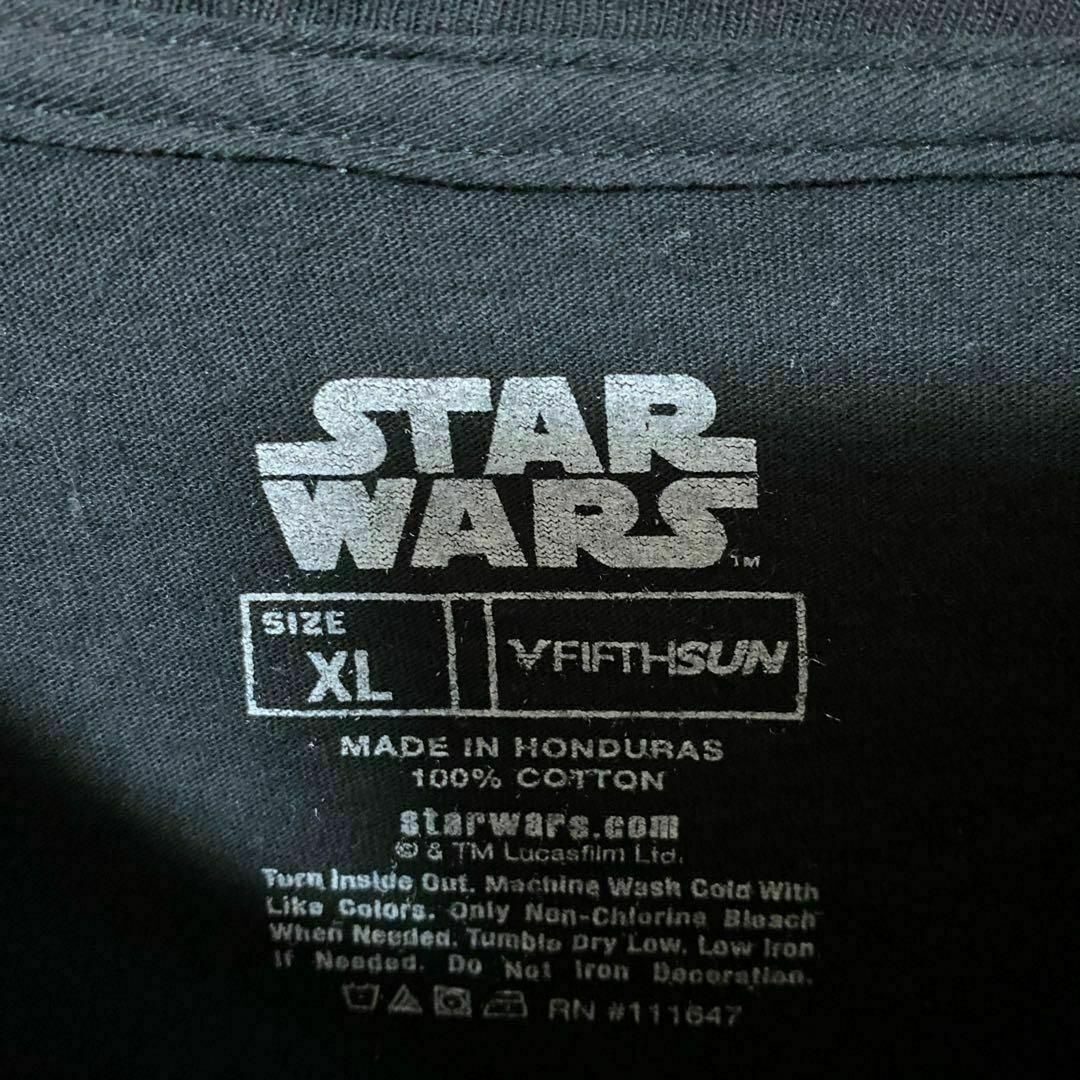 STAR
WARS™
SIZE
XL
FIFTHSUN
MADE IN HONDURAS
100% COTTON
starwars.com
© & TM Lucasfilm Ltd.
Turn Inside Out. Machine Wash Cold With
Like Colors. Only Non-Chlorine Bleach
When Needed. Tumble Dry Low. Low Iron
If Needed. Do Not Iron Decoration.
RN #111647